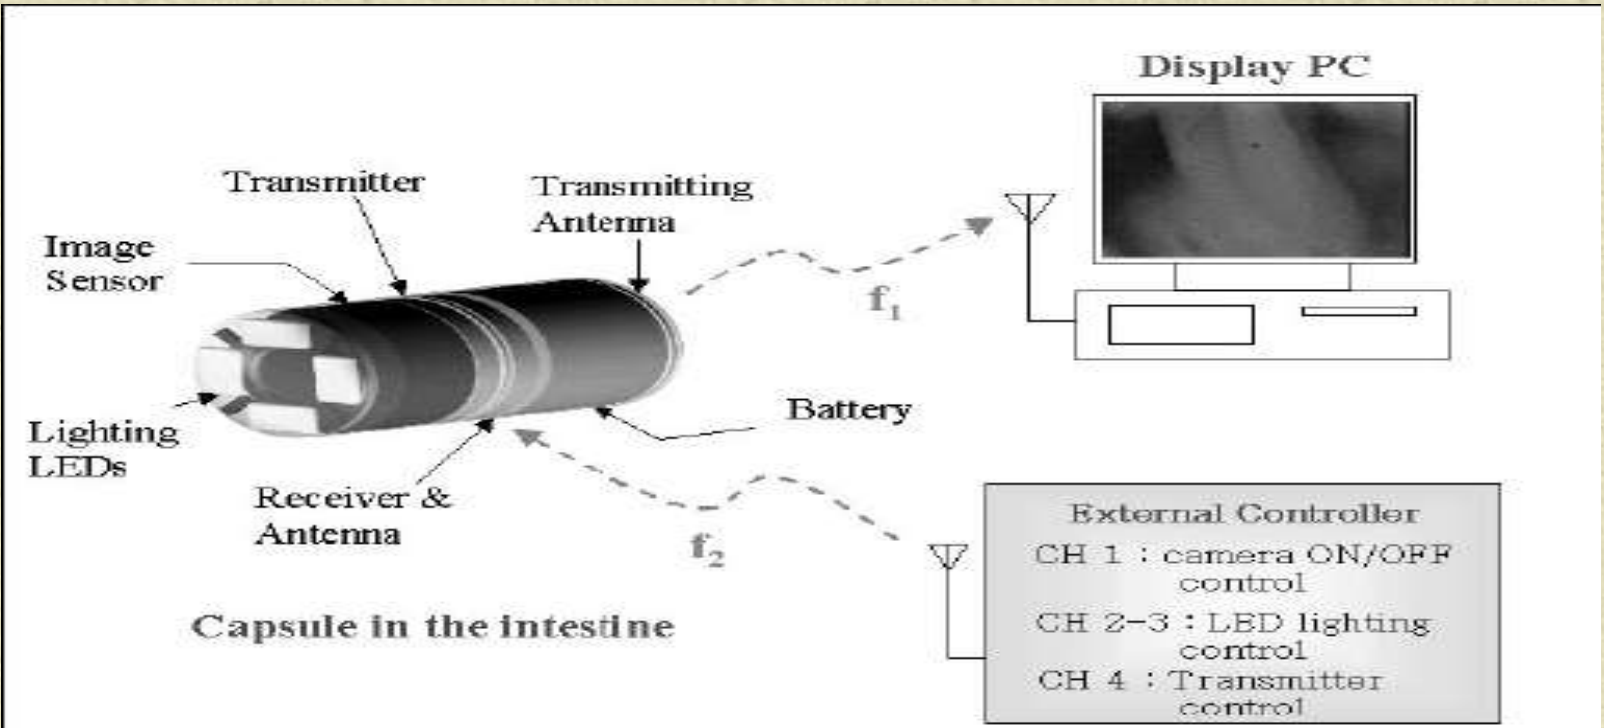 Display PC
Transmitter
Transmitting
Antenna
Image
Sensor
f1
Battery
Lighting
LEDs
Receiver &
Antenna
f2
External Controller
CH 1 : camera ON/OFF
control
CH 2-3 : LED lighting
control
CH 4 : Transmitter
control
Capsule in the intestine